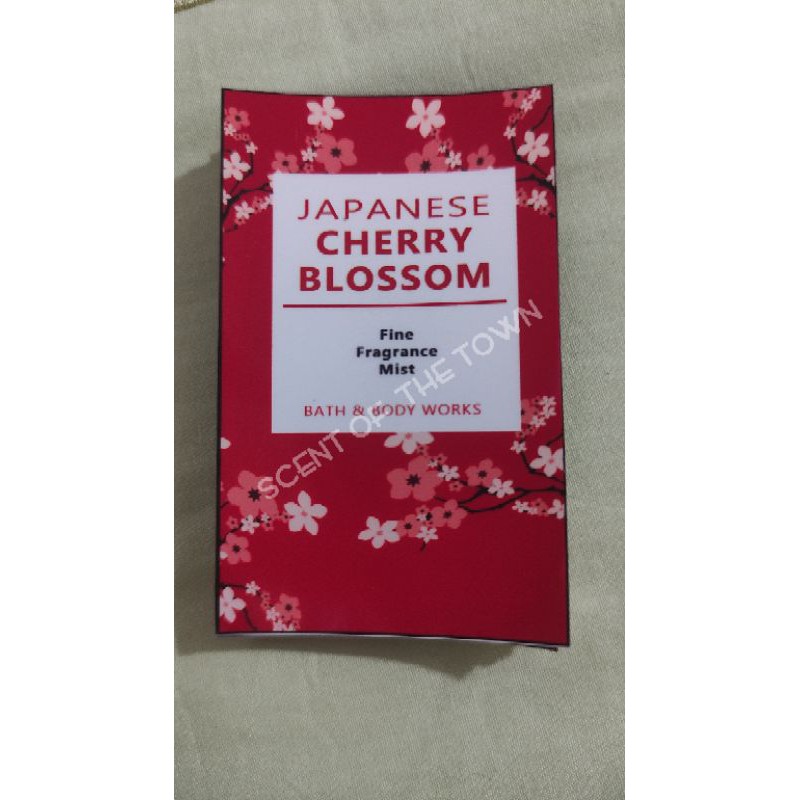 JAPANESE
CHERRY
BLOSSOM
Fine
Fragrance
Mist
BATH & BODY WORKS
SCENT OF THE TOWN